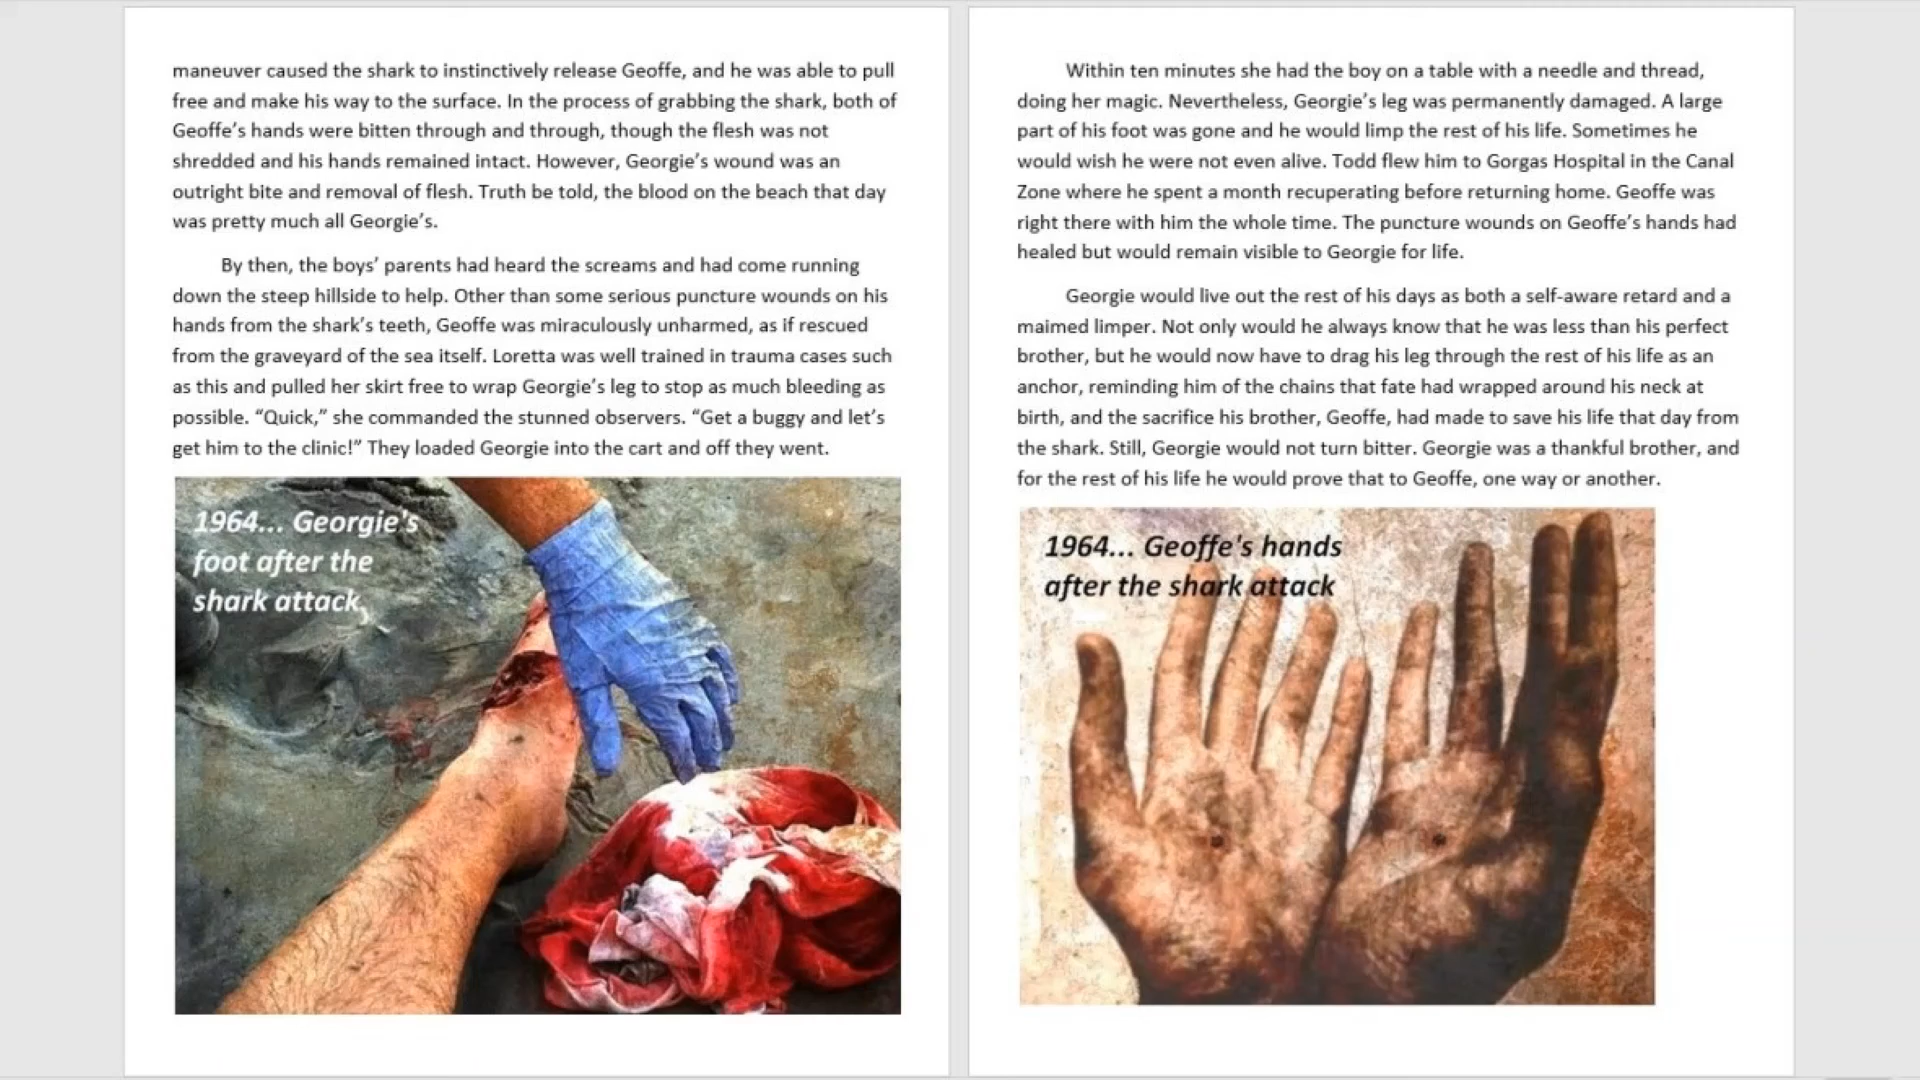 maneuver caused the shark to instinctively release Geoffe, and he was able to pull
free and make his way to the surface. In the process of grabbing the shark, both of
Geoffe’s hands were bitten through and through, though the flesh was not
shredded and his hands remained intact. However, Georgie’s wound was an
outright bite and removal of flesh. Truth be told, the blood on the beach that day
was pretty much all Georgie’s.
By then, the boys’ parents had heard the screams and had come running
down the steep hillside to help. Other than some serious puncture wounds on his
hands from the shark’s teeth, Geoffe was miraculously unharmed, as if rescued
from the graveyard of the sea itself. Loretta was well trained in trauma cases such
as this and pulled her skirt free to wrap Georgie’s leg to stop as much bleeding as
possible. “Quick,” she commanded the stunned observers. “Get a buggy and let’s
get him to the clinic!” They loaded Georgie into the cart and off they went.
1964... Georgie's
foot after the
shark attack.
Within ten minutes she had the boy on a table with a needle and thread,
doing her magic. Nevertheless, Georgie’s leg was permanently damaged. A large
part of his foot was gone and he would limp the rest of his life. Sometimes he
would wish he were not even alive. Todd flew him to Gorgas Hospital in the Canal
Zone where he spent a month recuperating before returning home. Geoffe was
right there with him the whole time. The puncture wounds on Geoffe’s hands had
healed but would remain visible to Georgie for life.
Georgie would live out the rest of his days as both a self-aware retard and a
maimed limper. Not only would he always know that he was less than his perfect
brother, but he would now have to drag his leg through the rest of his life as an
anchor, reminding him of the chains that fate had wrapped around his neck at
birth, and the sacrifice his brother, Geoffe, had made to save his life that day from
the shark. Still, Georgie would not turn bitter. Georgie was a thankful brother, and
for the rest of his life he would prove that to Geoffe, one way or another.
1964... Geoffe's hands
after the shark attack